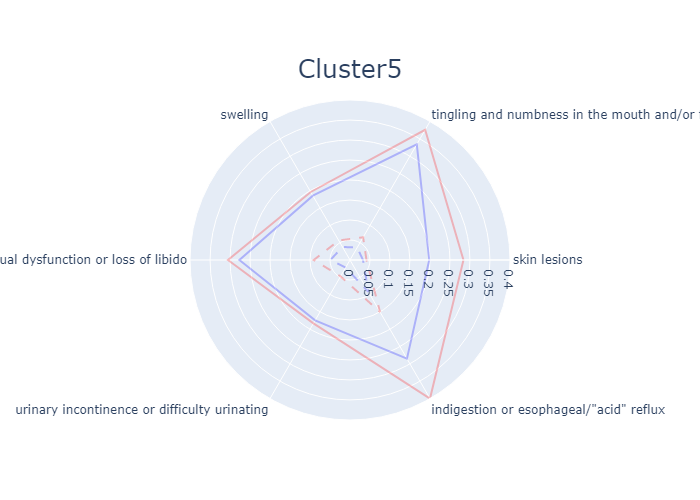 Cluster5
swelling
tingling and numbness in the mouth and/or
dysfunction or loss of libido
skin lesions
0
0.05
0.1
0.15
0.2
0.25
0.3
0.35
0.4
urinary incontinence or difficulty urinating
indigestion or esophageal/"acid" reflux